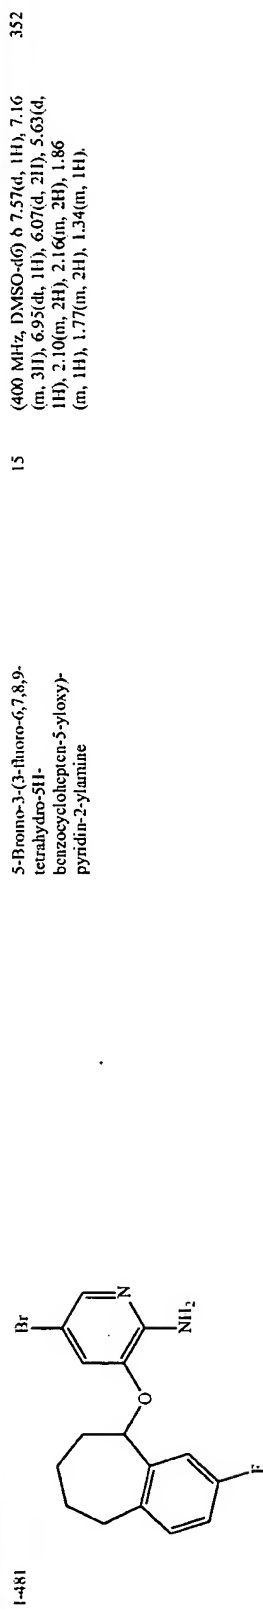 I-481
Br
N
NH2
O
F
5-Bromo-3-(3-fluoro-6,7,8,9-
tetrahydro-5H-
benzocyclohepten-5-yloxy)-
pyridin-2-ylamine
15
(400 MHz, DMSO-d6) δ 7.57(d, 1H), 7.16
(m, 3H), 6.95(dt, 1H), 6.07(d, 2H), 5.63(d,
1H), 2.10(m, 2H), 2.16(m, 2H), 1.86
(m, 1H), 1.77(m, 2H), 1.34(m, 1H).
352